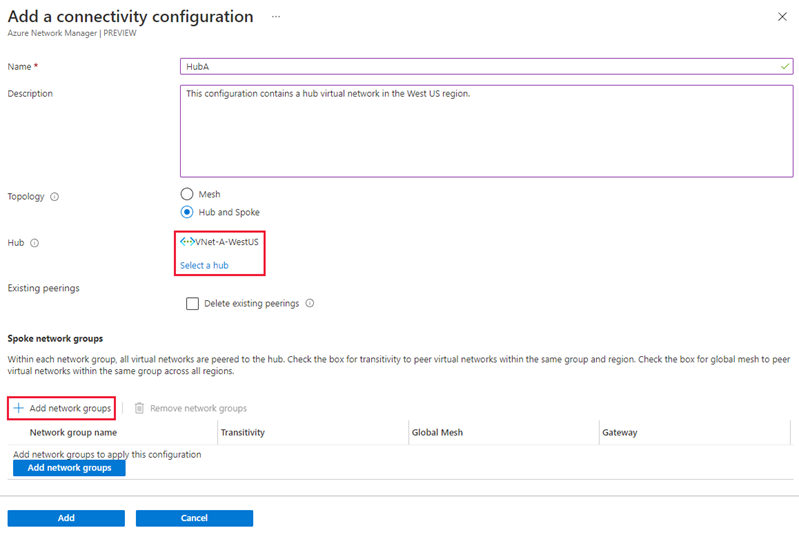 Add a connectivity configuration ...
Azure Network Manager | PREVIEW
Name *
HubA
Description
This configuration contains a hub virtual network in the West US region.
Topology
Mesh
Hub and Spoke
Hub
VNet-A-WestUS
Select a hub
Existing peerings
Delete existing peerings
Spoke network groups
Within each network group, all virtual networks are peered to the hub. Check the box for transitivity to peer virtual networks within the same group and region. Check the box for global mesh to peer
virtual networks within the same group across all regions.
Add network groups Remove network groups
Network group name Transitivity Global Mesh Gateway
Add network groups to apply this configuration
Add network groups
Add Cancel